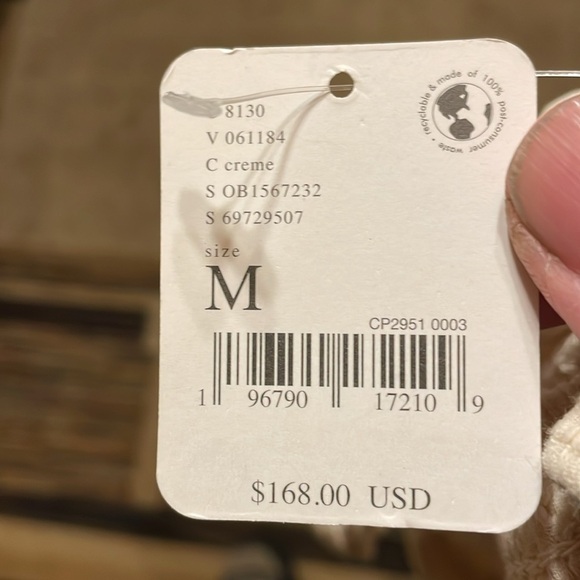 8130
recyclable & made of 100% post-consumer waste •
V 061184
C creme
S OB1567232
S 69729507
size
M
CP2951 0003
1 96790 17210 9
$168.00 USD